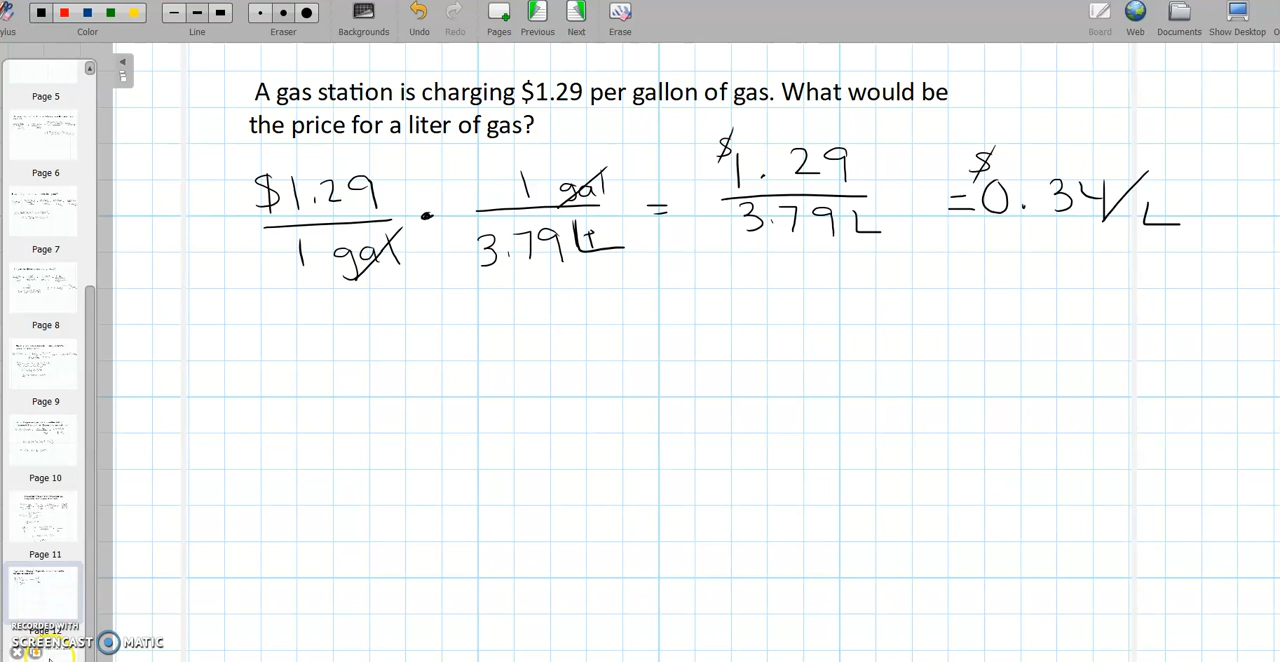 Color
Line
Eraser
Backgrounds
Undo
Redo
Pages
Previous
Next
Erase
Board
Web
Documents
Show Desktop
Page 5
Page 6
Page 7
Page 8
Page 9
Page 10
Page 11
A gas station is charging $1.29 per gallon of gas. What would be
the price for a liter of gas?
$1.29 / 1 gal · 1 gal / 3.79 L = $1.29 / 3.79 L = $0.34/L
RECORDED WITH
SCREENCAST MATIC